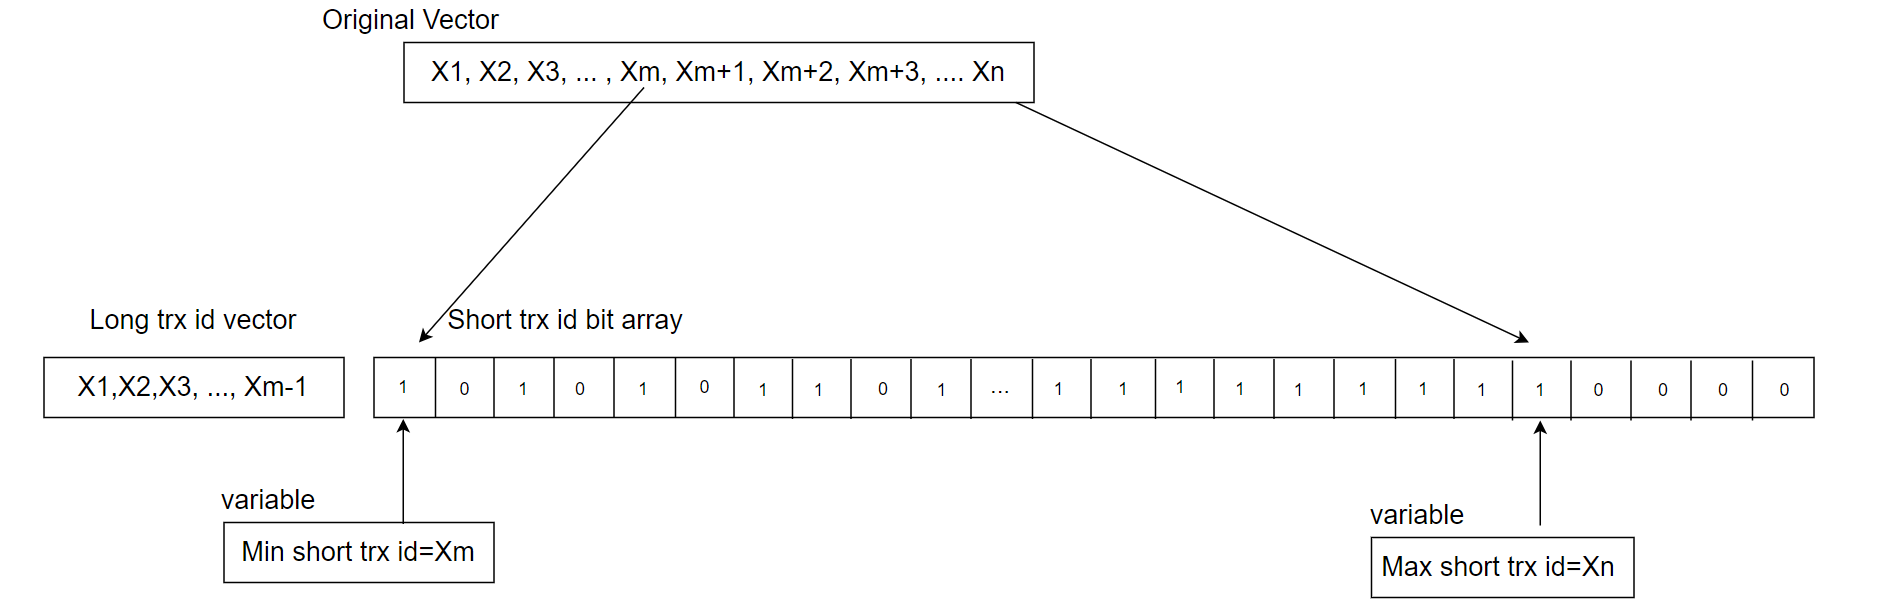 Original Vector
X1, X2, X3, ... , Xm, Xm+1, Xm+2, Xm+3, .... Xn
Long trx id vector
Short trx id bit array
X1,X2,X3, ..., Xm-1
1 0 1 0 1 0 1 1 0 1 ... 1 1 1 1 1 1 1 1 1 0 0 0 0
variable
Min short trx id=Xm
variable
Max short trx id=Xn